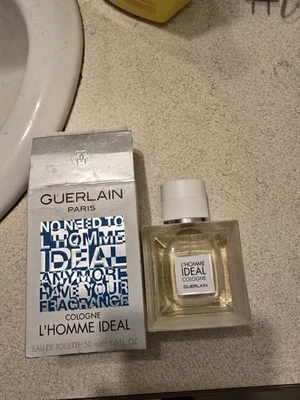 GUERLAIN
PARIS
NO NEED TO
L'HOMME
IDEAL
ANYMORE
HAVE YOUR
FRAGRANCE
COLOGNE
L'HOMME IDEAL
EAU DE TOILETTE 50 ml 1.6 FL. OZ
L'HOMME
IDEAL
COLOGNE
GUERLAIN